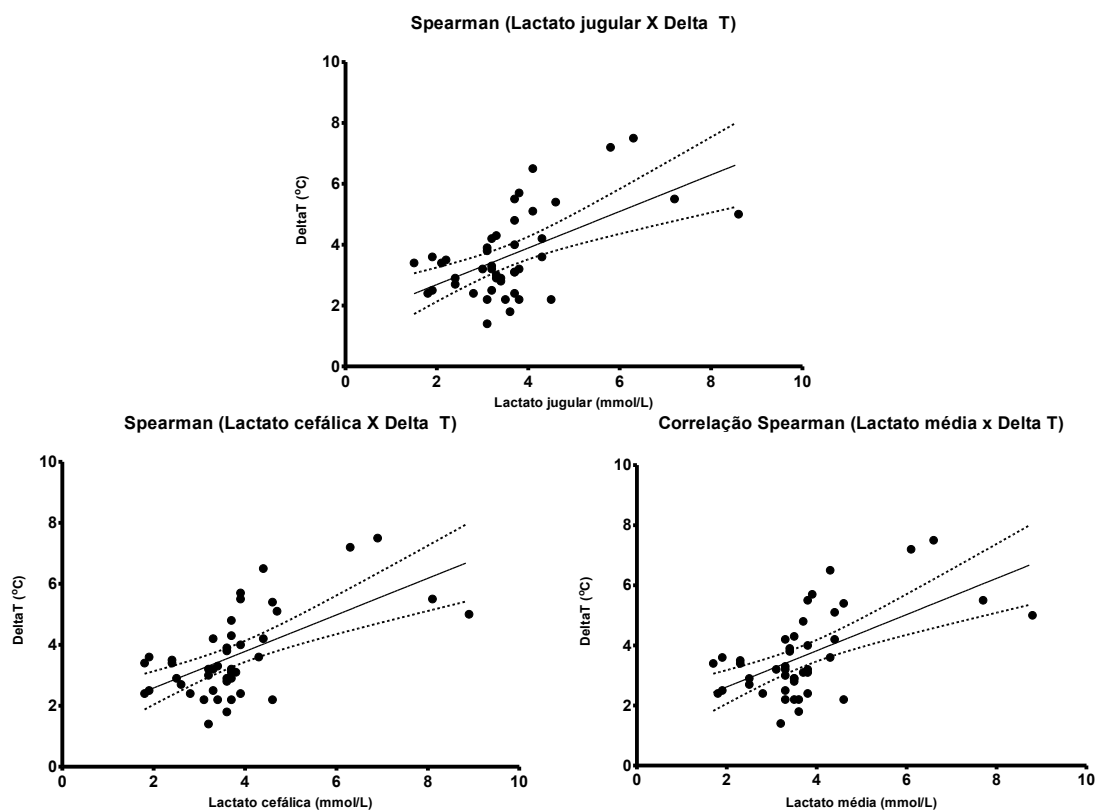 Spearman (Lactato jugular X Delta T)
10
8
6
4
2
0
DeltaT (ºC)
0 2 4 6 8 10
Lactato jugular (mmol/L)
Spearman (Lactato cefálica X Delta T)
10
8
6
4
2
0
DeltaT (ºC)
0 2 4 6 8 10
Lactato cefálica (mmol/L)
Correlação Spearman (Lactato média x Delta T)
10
8
6
4
2
0
DeltaT (ºC)
0 2 4 6 8 10
Lactato média (mmol/L)